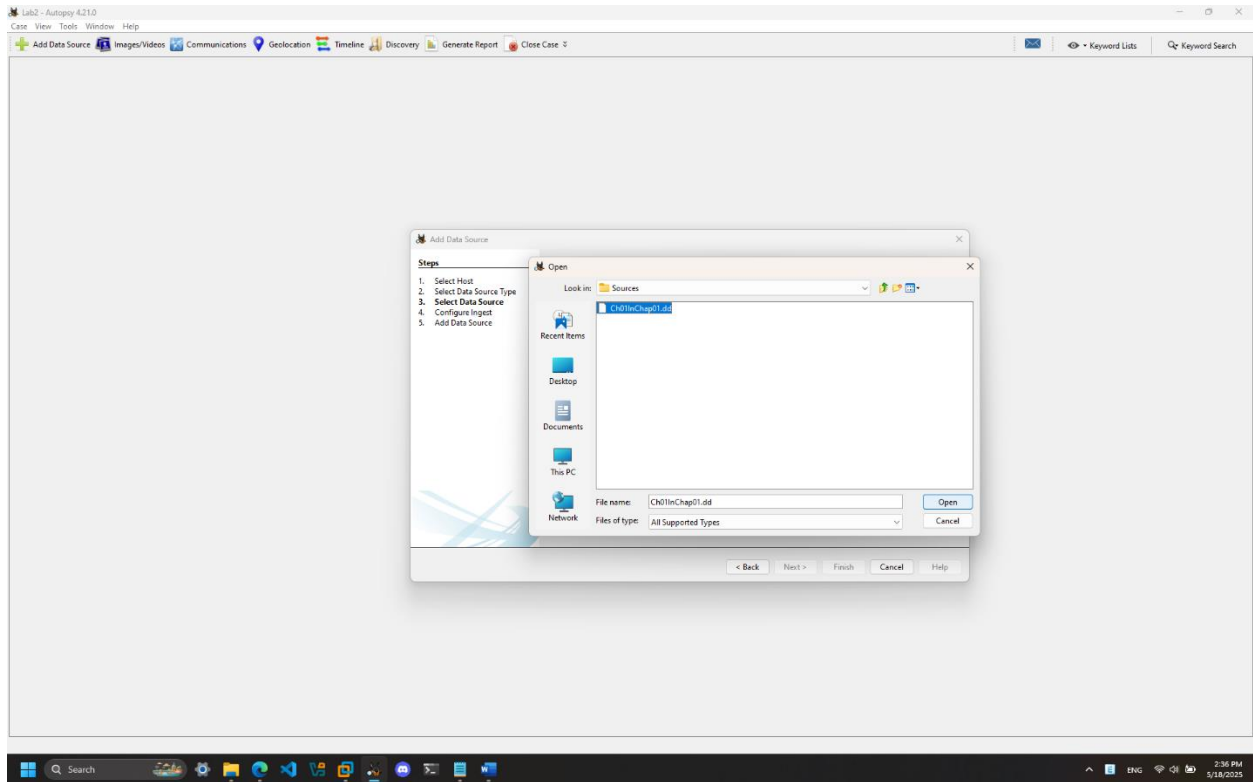 Lab2 - Autopsy 4.21.0
Case View Tools Window Help
Add Data Source Images/Videos Communications Geolocation Timeline Discovery Generate Report Close Case Keyword Lists Keyword Search
Add Data Source
Steps
1. Select Host
2. Select Data Source Type
3. Select Data Source
4. Configure Ingest
5. Add Data Source
Open
Look in: Sources
Ch01InChap01.dd
Recent Items
Desktop
Documents
This PC
Network
File name: Ch01InChap01.dd Open
Files of type: All Supported Types Cancel
< Back Next > Finish Cancel Help
Search ENG 2:36 PM
5/18/2025